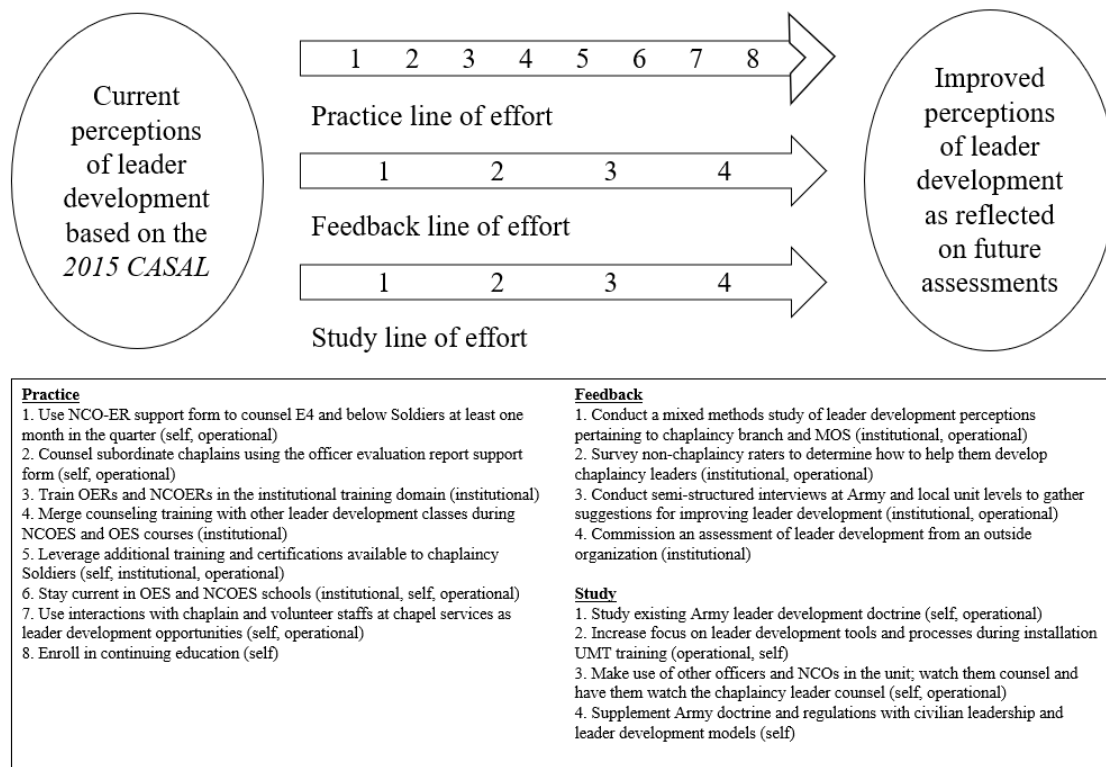 Current
perceptions
of leader
development
based on the
2015 CASAL
1 2 3 4 5 6 7 8
Practice line of effort
1 2 3 4
Feedback line of effort
1 2 3 4
Study line of effort
Improved
perceptions
of leader
development
as reflected
on future
assessments
Practice
1. Use NCO-ER support form to counsel E4 and below Soldiers at least one
month in the quarter (self, operational)
2. Counsel subordinate chaplains using the officer evaluation report support
form (self, operational)
3. Train OERs and NCOERs in the institutional training domain (institutional)
4. Merge counseling training with other leader development classes during
NCOES and OES courses (institutional)
5. Leverage additional training and certifications available to chaplaincy
Soldiers (self, institutional, operational)
6. Stay current in OES and NCOES schools (institutional, self, operational)
7. Use interactions with chaplain and volunteer staffs at chapel services as
leader development opportunities (self, operational)
8. Enroll in continuing education (self)
Feedback
1. Conduct a mixed methods study of leader development perceptions
pertaining to chaplaincy branch and MOS (institutional, operational)
2. Survey non-chaplaincy raters to determine how to help them develop
chaplaincy leaders (institutional, operational)
3. Conduct semi-structured interviews at Army and local unit levels to gather
suggestions for improving leader development (institutional, operational)
4. Commission an assessment of leader development from an outside
organization (institutional)
Study
1. Study existing Army leader development doctrine (self, operational)
2. Increase focus on leader development tools and processes during installation
UMT training (operational, self)
3. Make use of other officers and NCOs in the unit; watch them counsel and
have them watch the chaplaincy leader counsel (self, operational)
4. Supplement Army doctrine and regulations with civilian leadership and
leader development models (self)